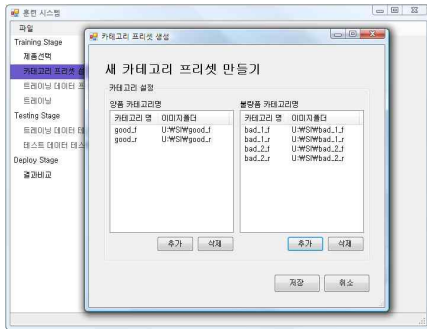 훈련 시스템
파일
Training Stage
제품선택
카테고리 프리셋
트레이닝 데이터
트레이닝
Testing Stage
트레이닝 데이터
테스트 데이터
Deploy Stage
결과비교
카테고리 프리셋 생성
새 카테고리 프리셋 만들기
카테고리 설정
양품 카테고리명
카테고리 명 이미지폴더
good_f U:₩SI₩good_f
good_r U:₩SI₩good_r
추가 삭제
불량품 카테고리명
카테고리 명 이미지폴더
bad_1_f U:₩SI₩bad_1_f
bad_1_r U:₩SI₩bad_1_r
bad_2_f U:₩SI₩bad_2_f
bad_2_r U:₩SI₩bad_2_r
추가 삭제
저장 취소